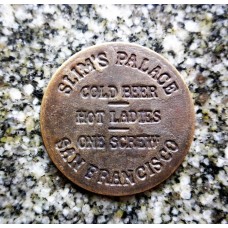 SLIM'S PALACE
COLD BEER
HOT LADIES
ONE SCREW
SAN FRANCISCO